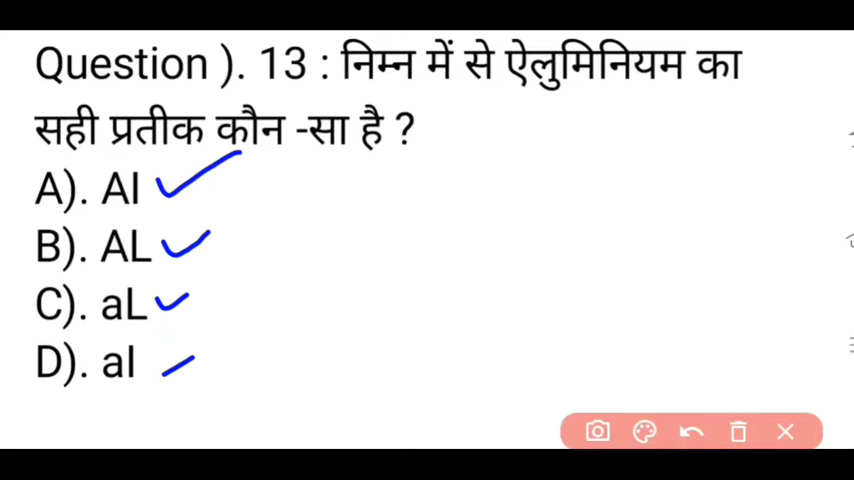 Question ). 13 : निम्न में से ऐलुमिनियम का
सही प्रतीक कौन -सा है ?
A). Al
B). AL
C). aL
D). al